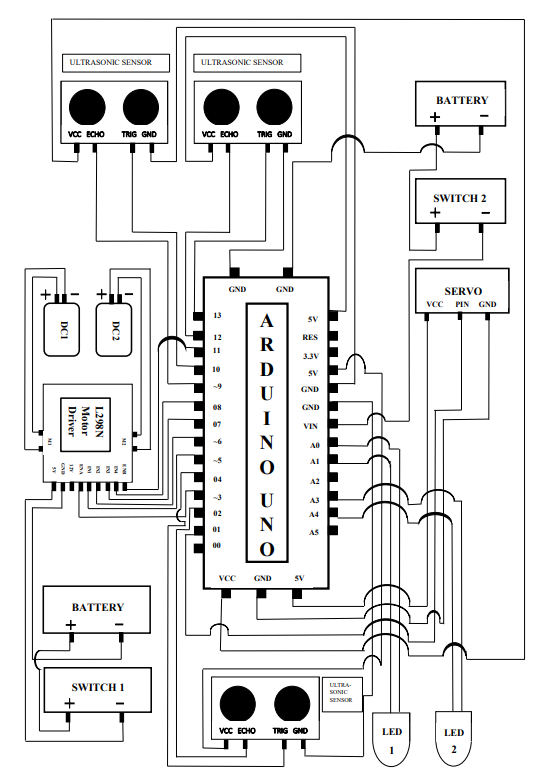 ULTRASONIC SENSOR
ULTRASONIC SENSOR
VCC ECHO TRIG GND
VCC ECHO TRIG GND
BATTERY
+ −
SWITCH 2
+ −
SERVO
VCC PIN GND
+ −
DC1
+ −
DC2
GND GND
ARDUINO UNO
13
12
11
10
~9
08
07
~6
~5
04
~3
02
01
00
5V
RES
3.3V
5V
GND
GND
VIN
A0
A1
A2
A3
A4
A5
VCC GND 5V
L298N
Motor
Driver
5V
GND
12V
ENA
IN1
IN2
IN3
IN4
ENB
BATTERY
+ −
SWITCH 1
+ −
ULTRA-
SONIC
SENSOR
VCC ECHO TRIG GND
LED
1
LED
2